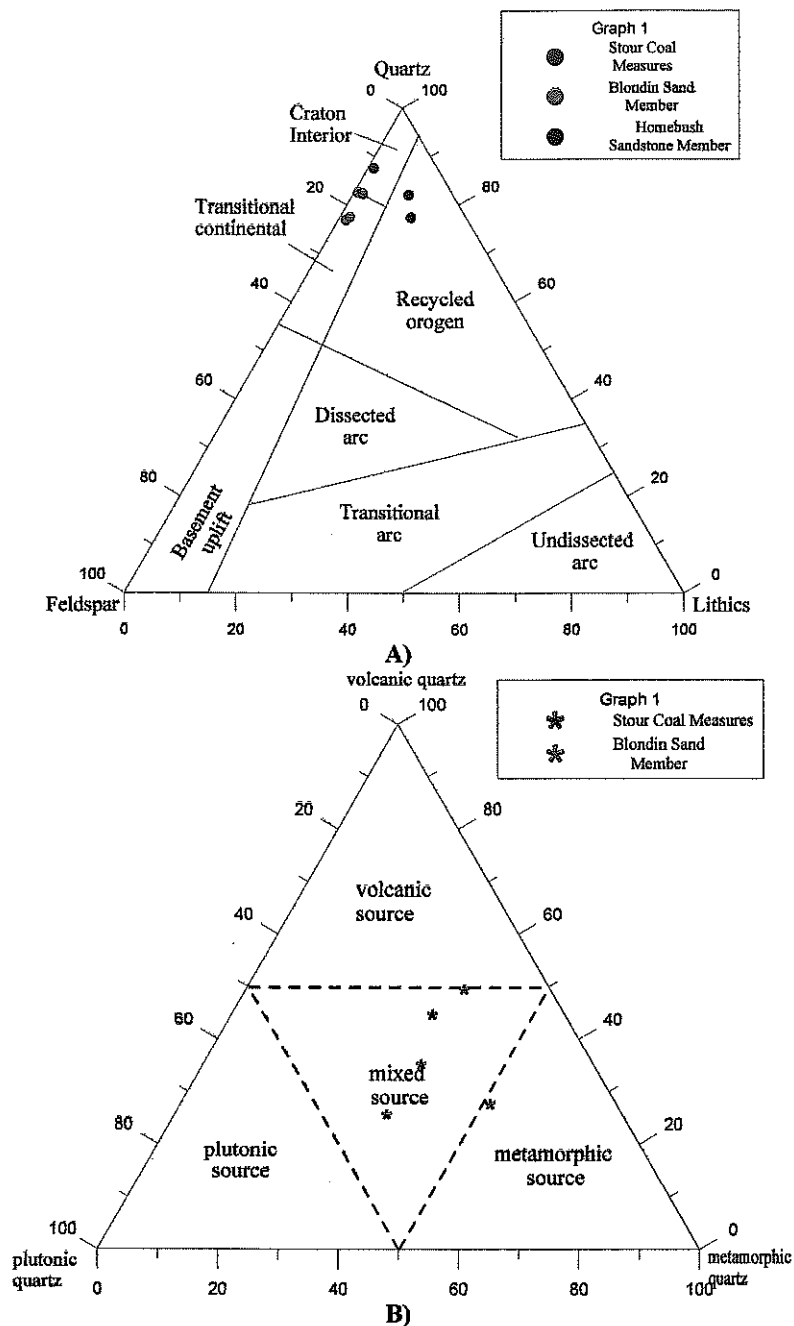 Graph 1
Stour Coal
Measures
Blondin Sand
Member
Homebush
Sandstone Member
Quartz
0 100
Craton
Interior
20 80
Transitional
continental
40 60
Recycled
orogen
60 40
Dissected
arc
80 20
Basement
uplift
Transitional
arc
Undissected
arc
100 0
Feldspar Lithics
0 20 40 60 80 100
A)
volcanic quartz
0 100
Graph 1
Stour Coal Measures
Blondin Sand
Member
20 80
volcanic
source
40 60
60 40
mixed
source
80 20
plutonic
source
metamorphic
source
100 0
plutonic
quartz
metamorphic
quartz
0 20 40 60 80 100
B)